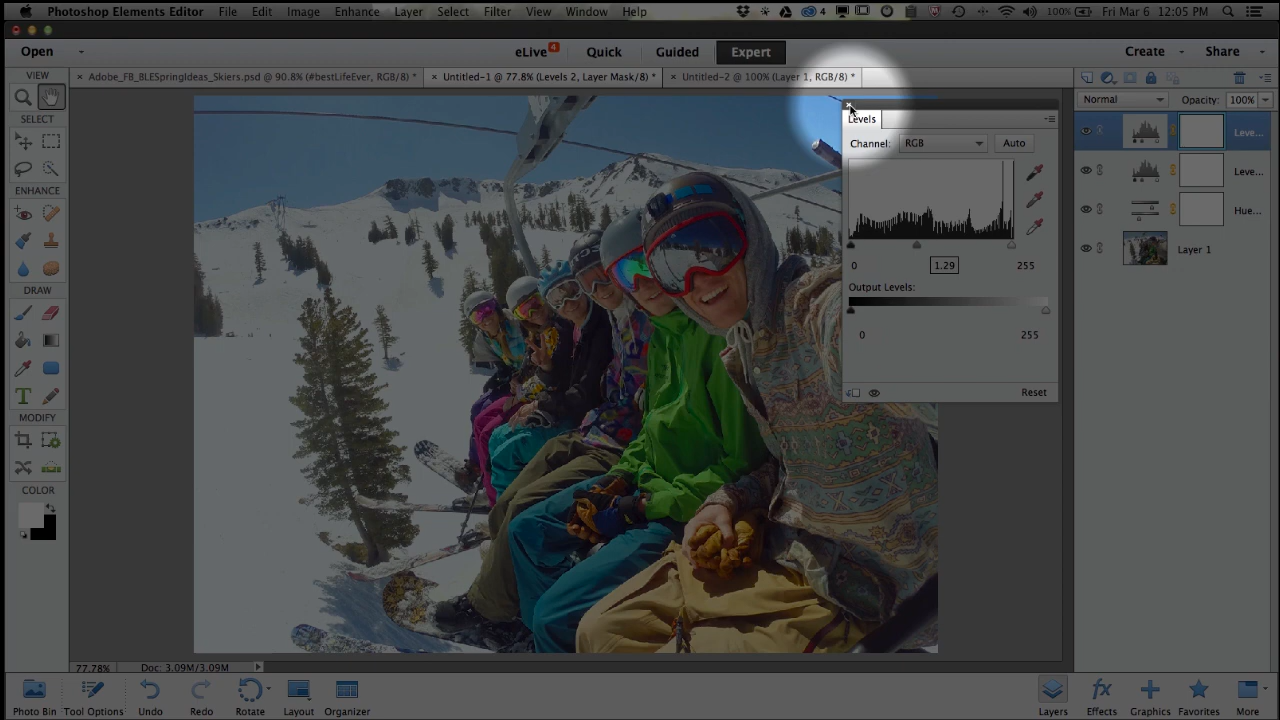 Photoshop Elements Editor File Edit Image Enhance Layer Select Filter View Window Help 4 100% Fri Mar 6 12:05 PM
Open eLive 4 Quick Guided Expert Create Share
VIEW × Adobe_FB_BLESpringIdeas_Skiers.psd @ 90.8% (#bestLifeEver, RGB/8) * × Untitled-1 @ 77.8% (Levels 2, Layer Mask/8) * × Untitled-2 @ 100% (Layer 1, RGB/8) *
Normal Opacity: 100%
SELECT
Levels
Leve...
Channel: RGB Auto
Leve...
ENHANCE
Hue...
Layer 1
0 1.29 255
DRAW
Output Levels:
0 255
T
Reset
MODIFY
COLOR
77.78% Doc: 3.09M/3.09M
Photo Bin Tool Options Undo Redo Rotate Layout Organizer Layers Effects Graphics Favorites More